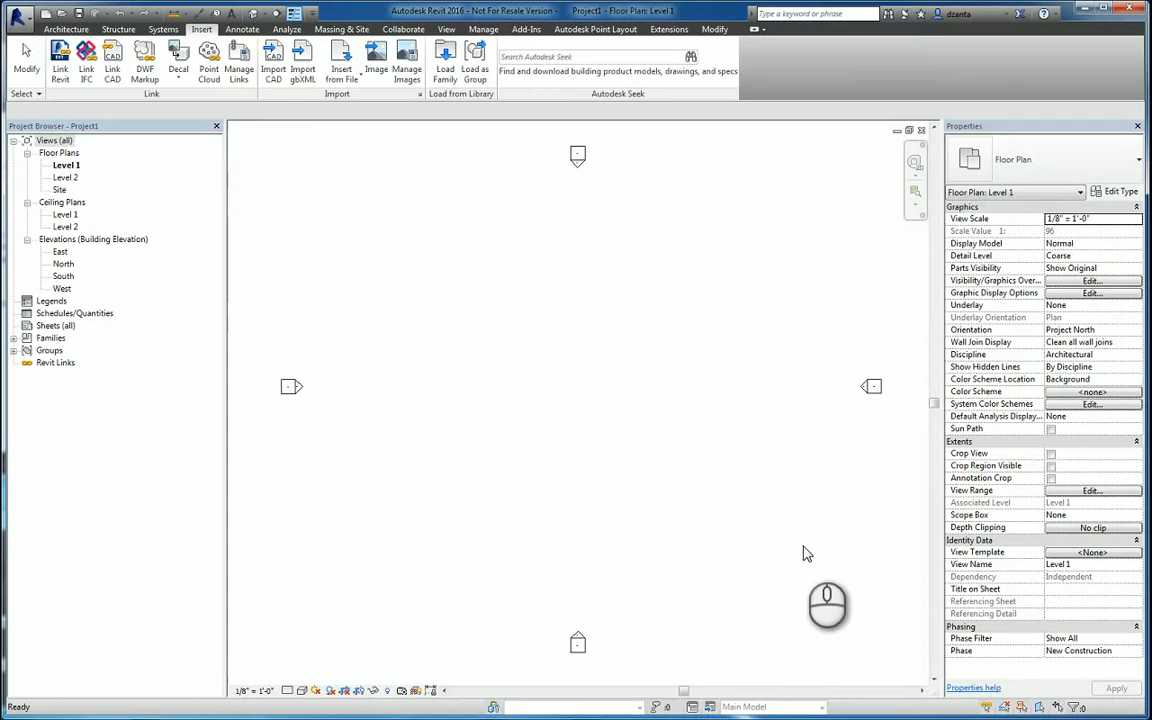 Autodesk Revit 2016 - Not For Resale Version - Project1 - Floor Plan: Level 1
Type a keyword or phrase
dzanta
Architecture Structure Systems Insert Annotate Analyze Massing & Site Collaborate View Manage Add-Ins Autodesk Point Layout Extensions Modify
Modify
Link Revit
Link IFC
Link CAD
DWF Markup
Decal
Point Cloud
Manage Links
Import CAD
Import gbXML
Insert from File
Image
Manage Images
Load Family
Load as Group
Search Autodesk Seek
Find and download building product models, drawings, and specs
Select
Link
Import
Load from Library
Autodesk Seek
Project Browser - Project1
Views (all)
Floor Plans
Level 1
Level 2
Site
Ceiling Plans
Level 1
Level 2
Elevations (Building Elevation)
East
North
South
West
Legends
Schedules/Quantities
Sheets (all)
Families
Groups
Revit Links
Properties
Floor Plan
Floor Plan: Level 1 Edit Type
Graphics
View Scale 1/8" = 1'-0"
Scale Value 1: 96
Display Model Normal
Detail Level Coarse
Parts Visibility Show Original
Visibility/Graphics Over... Edit...
Graphic Display Options Edit...
Underlay None
Underlay Orientation Plan
Orientation Project North
Wall Join Display Clean all wall joins
Discipline Architectural
Show Hidden Lines By Discipline
Color Scheme Location Background
Color Scheme <none>
System Color Schemes Edit...
Default Analysis Display... None
Sun Path
Extents
Crop View
Crop Region Visible
Annotation Crop
View Range Edit...
Associated Level Level 1
Scope Box None
Depth Clipping No clip
Identity Data
View Template <None>
View Name Level 1
Dependency Independent
Title on Sheet
Referencing Sheet
Referencing Detail
Phasing
Phase Filter Show All
Phase New Construction
Properties help Apply
1/8" = 1'-0"
Ready
:0
Main Model
:0